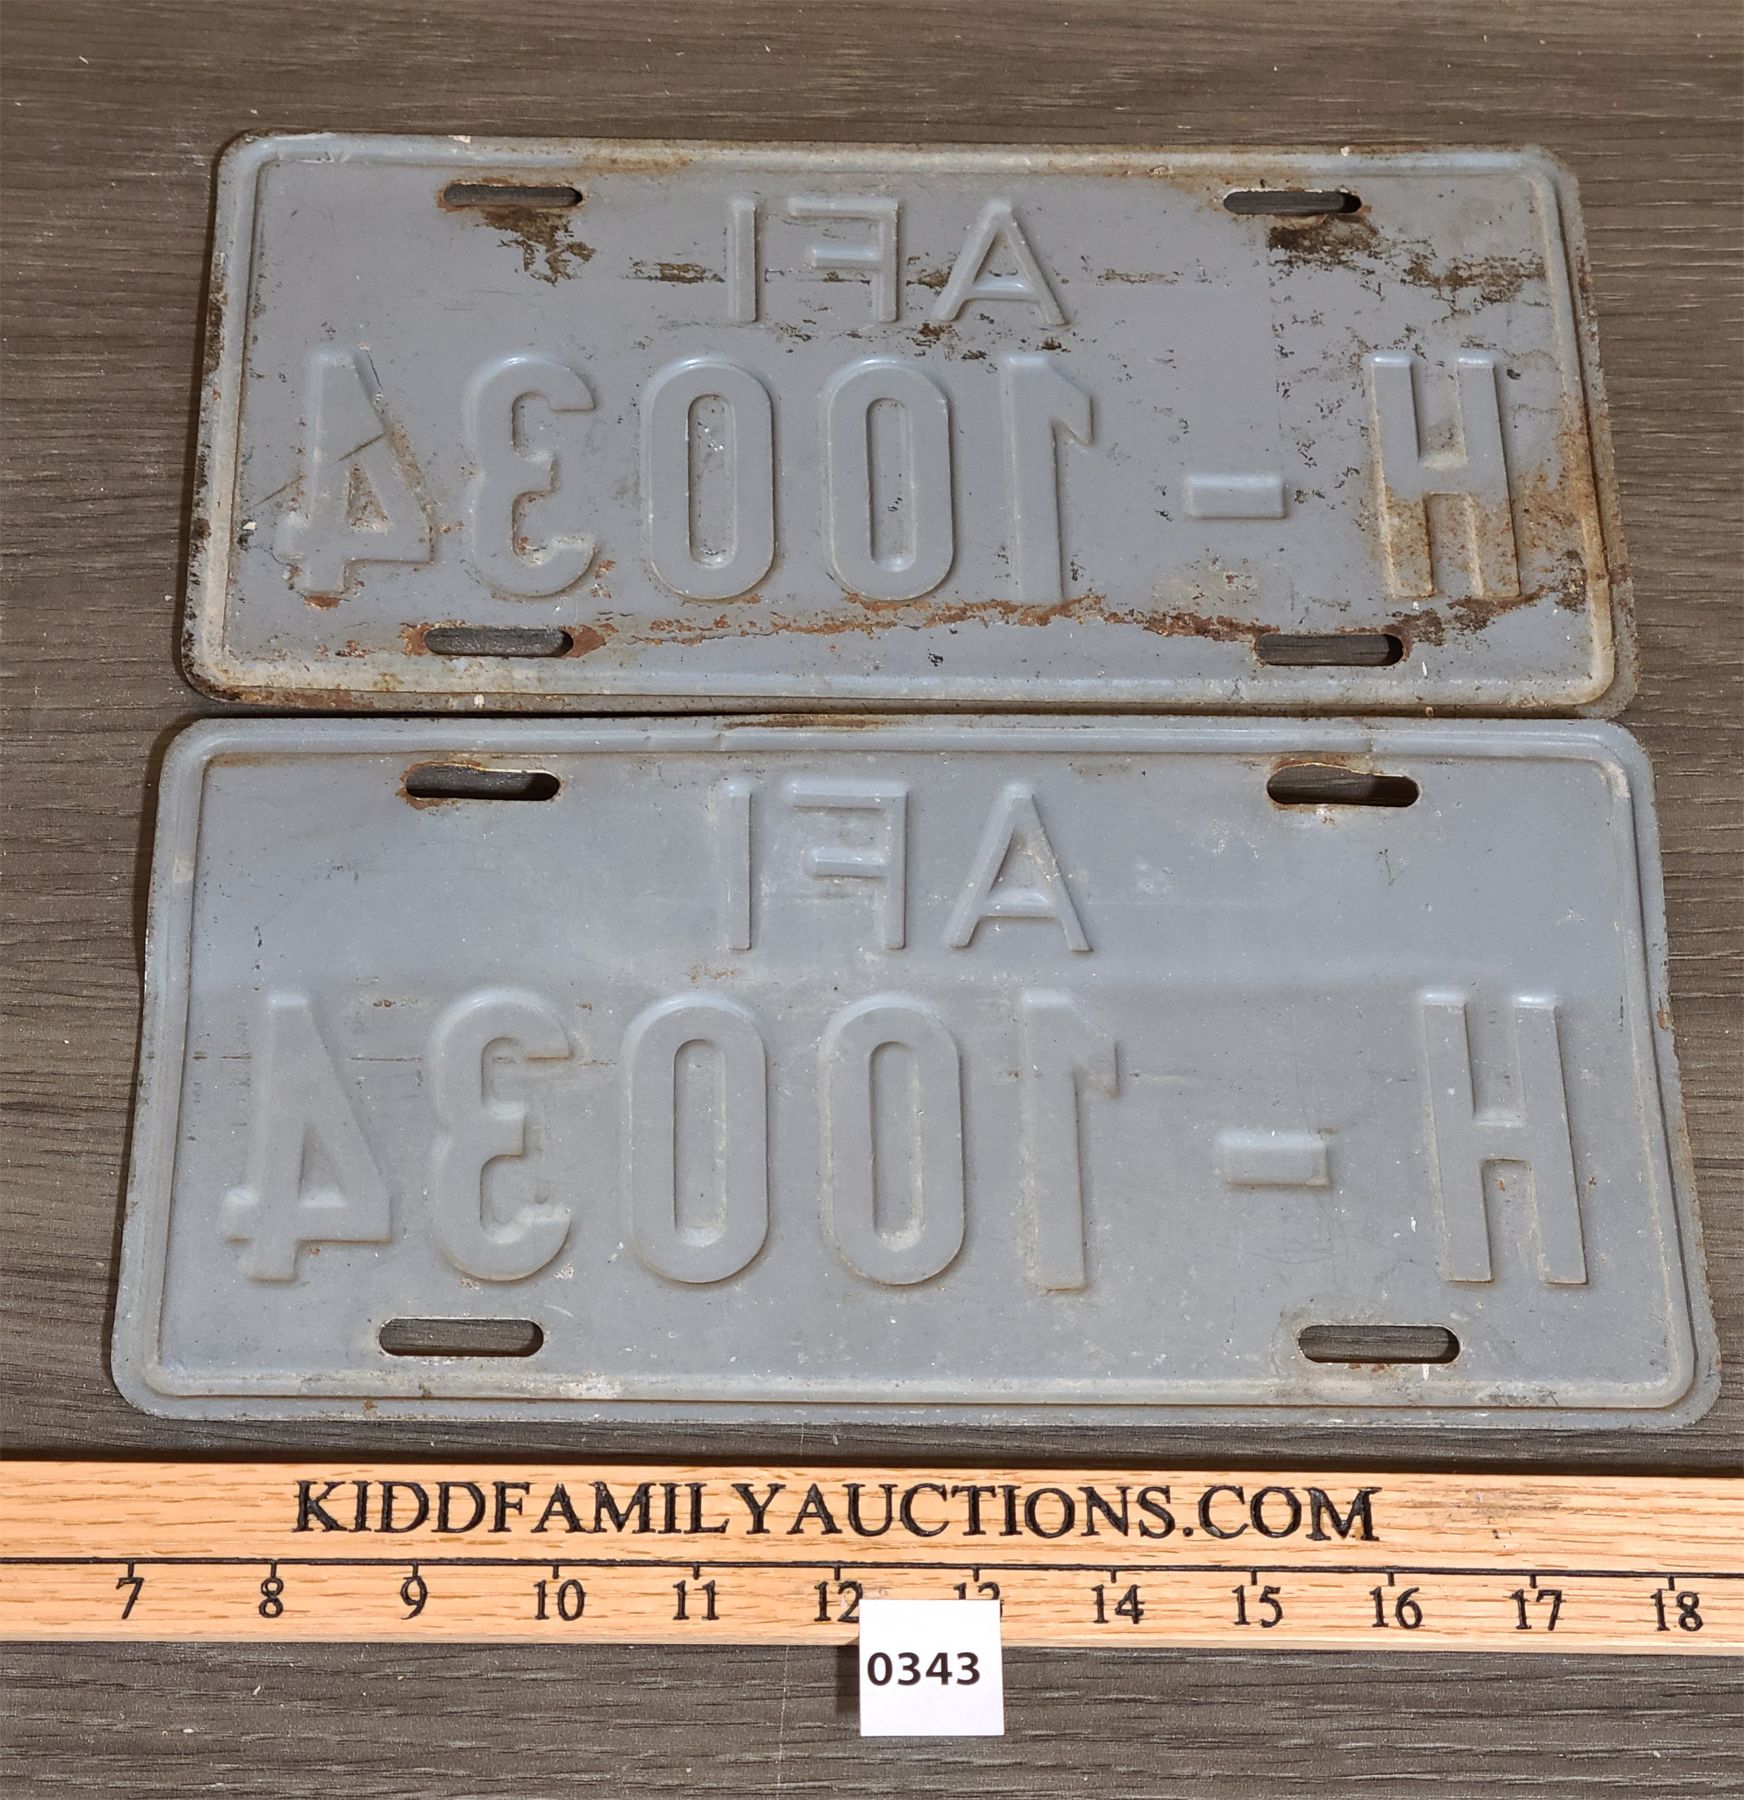 AFI
H-10034
AFI
H-10034
KIDDFAMILYAUCTIONS.COM
7 8 9 10 11 12 13 14 15 16 17 18
0343